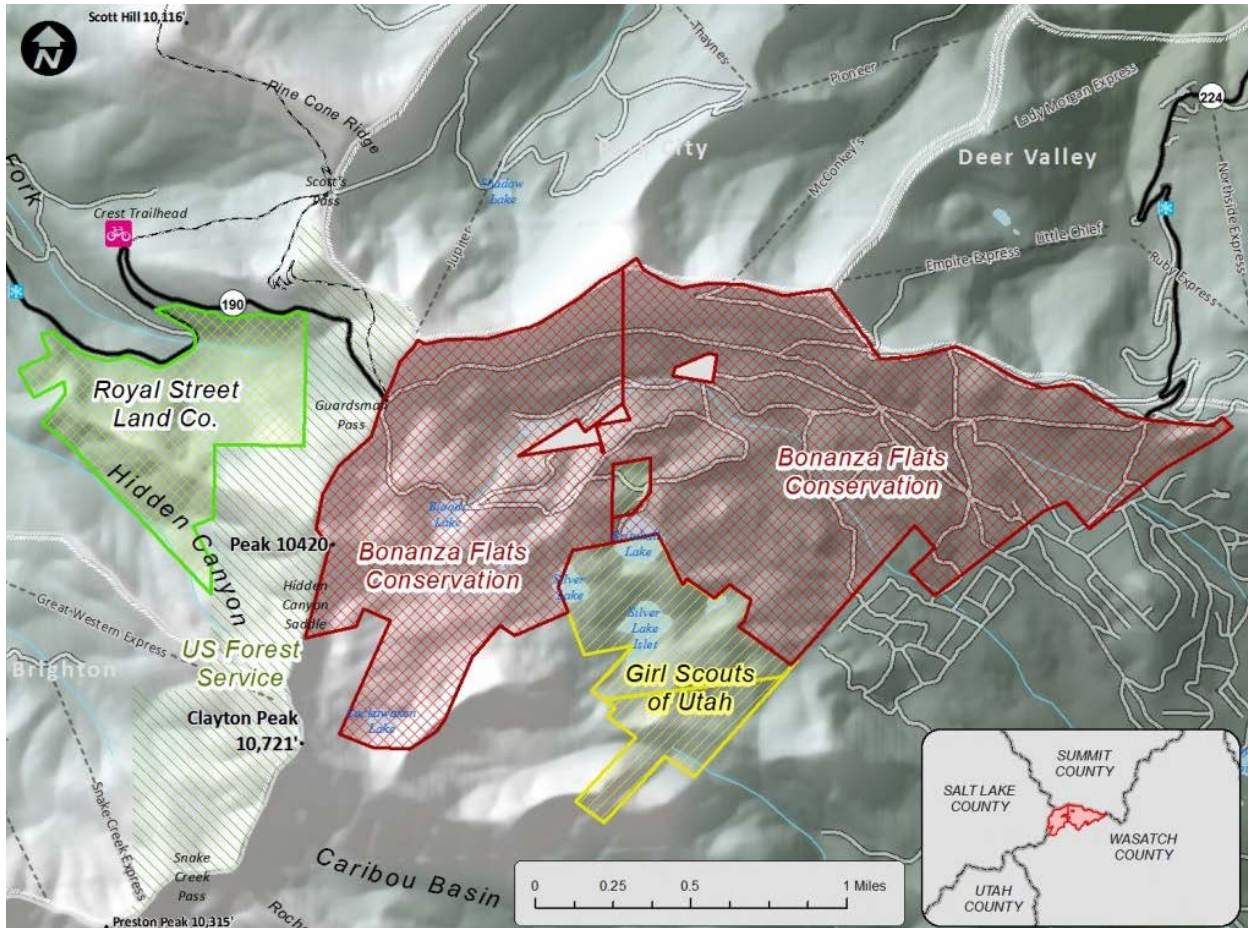 Scott Hill 10,116'
N
Thaynes
Pioneer
Lady Morgan Express
224
Pine Cone Ridge
City
Deer Valley
McConkey's
Northside Express
Fork
Scott's
Pass
Shadow
Lake
Crest Trailhead
Jupiter
Little Chief
Empire Express
Ruby Express
190
Royal Street
Land Co.
Guardsman
Pass
Hidden Canyon
Bonanza Flats
Conservation
Bloods
Lake
Peak 10420
Bonanza Flats
Conservation
Lake
Hidden
Canyon
Saddle
Silver
Lake
Silver
Lake
Islet
Great-Western Express
US Forest
Service
Brighton
Girl Scouts
of Utah
Clayton Peak
10,721'
Lackawaxen
Lake
Snake Creek Express
Snake
Creek
Pass
Caribou Basin
Preston Peak 10,315'
0 0.25 0.5 1 Miles
SUMMIT
COUNTY
SALT LAKE
COUNTY
WASATCH
COUNTY
UTAH
COUNTY